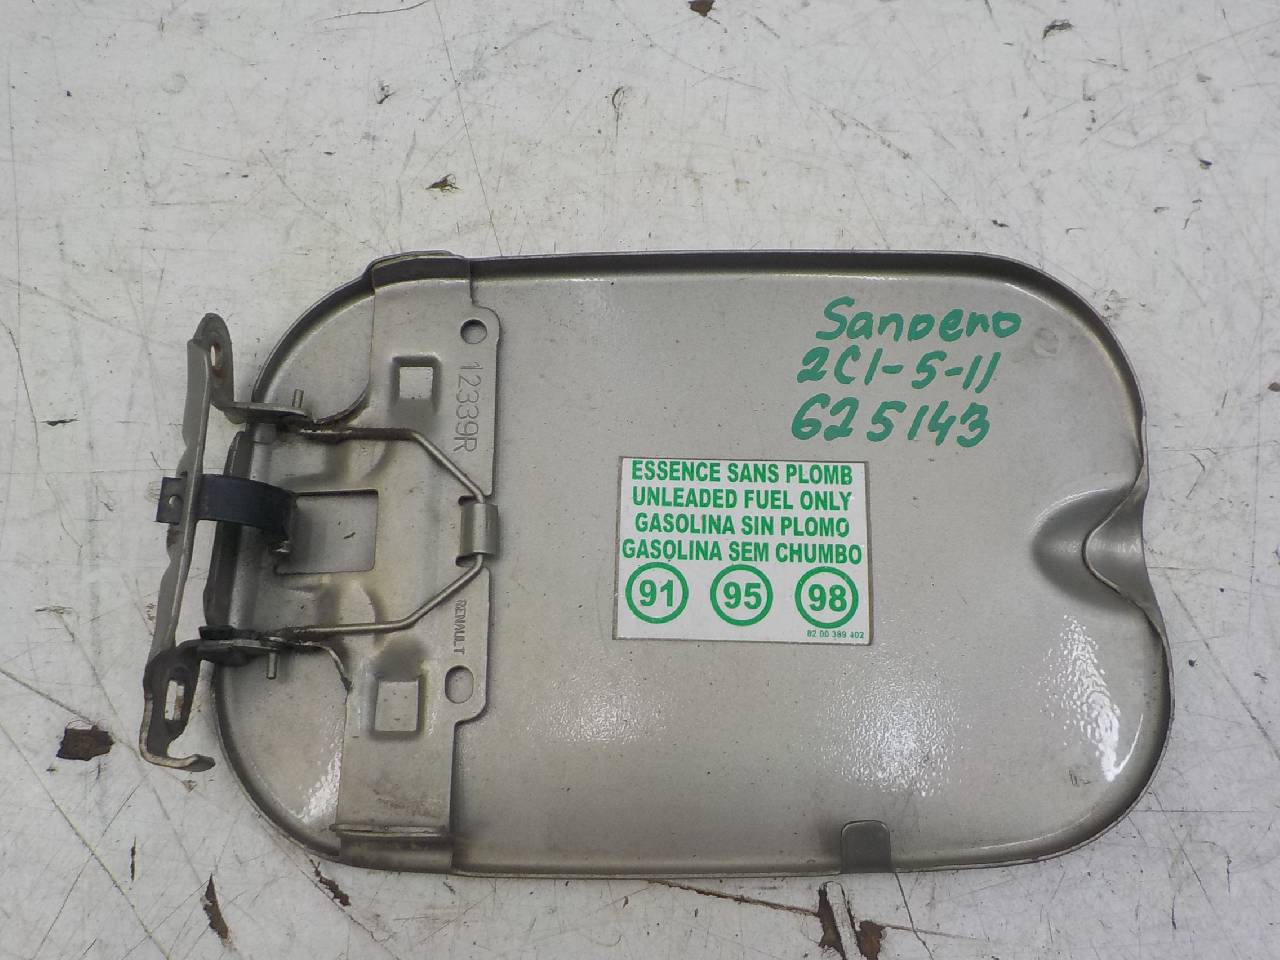 Sandero
2C1-5-11
625143
12339R
RENAULT
ESSENCE SANS PLOMB
UNLEADED FUEL ONLY
GASOLINA SIN PLOMO
GASOLINA SEM CHUMBO
91 95 98
82 00 389 402